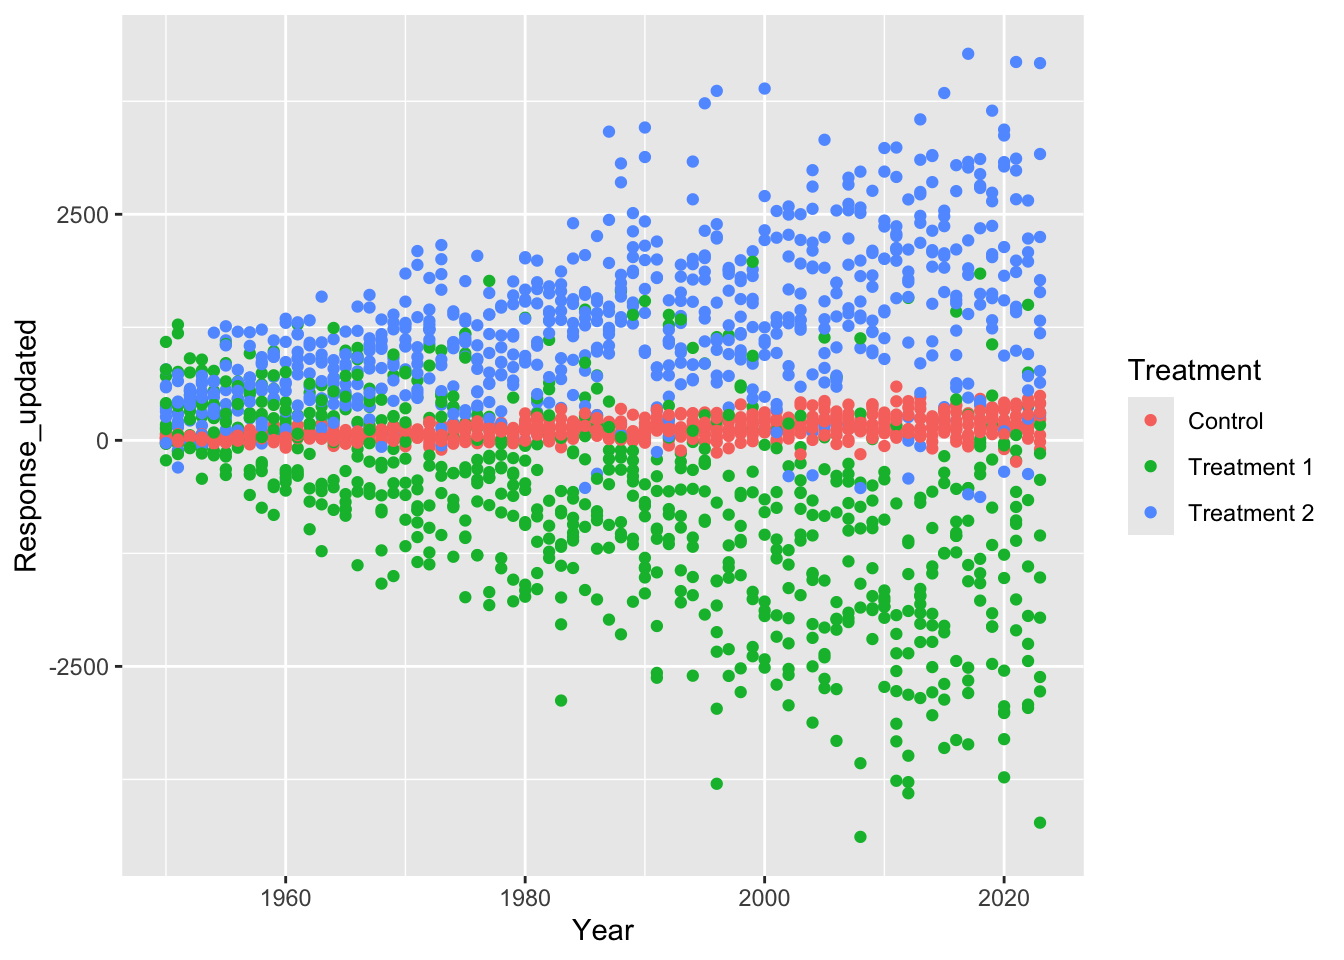 2500
0
-2500
Response_updated
1960
1980
2000
2020
Year
Treatment
Control
Treatment 1
Treatment 2